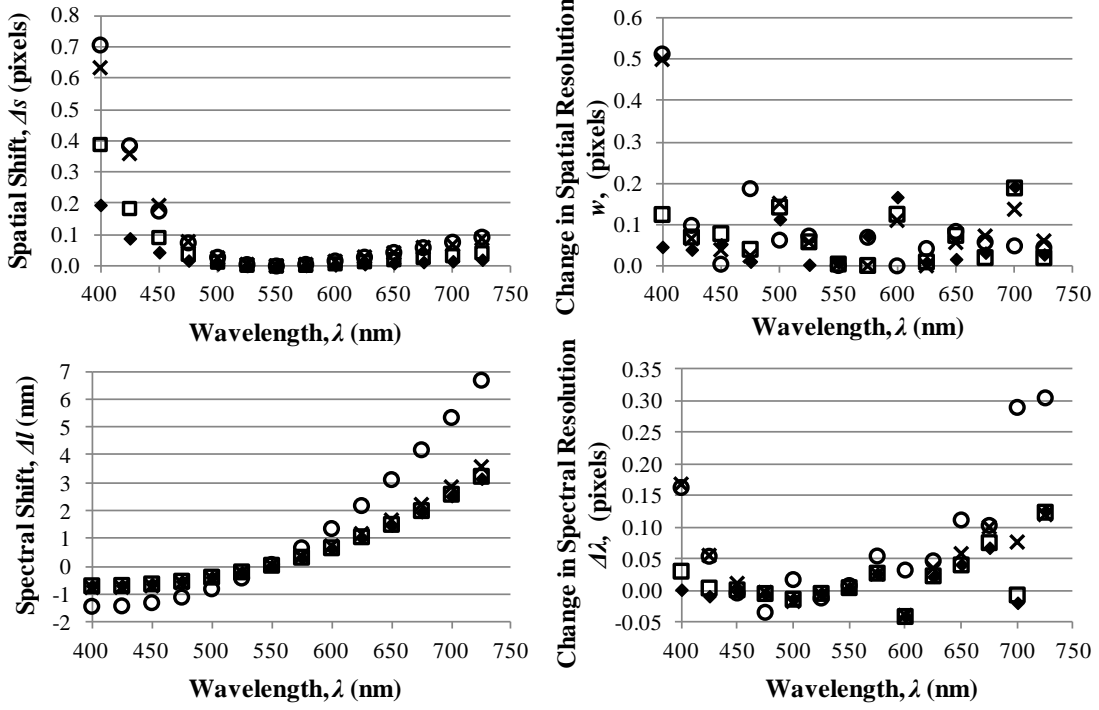 Spatial Shift, Δs (pixels)
0.8
0.7
0.6
0.5
0.4
0.3
0.2
0.1
0.0
400 450 500 550 600 650 700 750
Wavelength, λ (nm)
Change in Spatial Resolution
w, (pixels)
0.6
0.5
0.4
0.3
0.2
0.1
0.0
400 450 500 550 600 650 700 750
Wavelength, λ (nm)
Spectral Shift, Δl (nm)
7
6
5
4
3
2
1
0
-1
-2
400 450 500 550 600 650 700 750
Wavelength, λ (nm)
Change in Spectral Resolution
Δλ, (pixels)
0.35
0.30
0.25
0.20
0.15
0.10
0.05
0.00
-0.05
400 450 500 550 600 650 700 750
Wavelength, λ (nm)